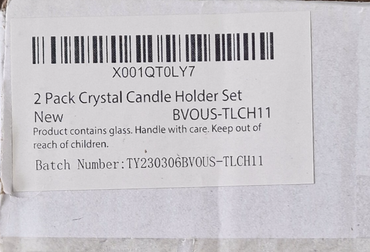 X001QT0LY7
2 Pack Crystal Candle Holder Set
New BVOUS-TLCH11
Product contains glass. Handle with care. Keep out of
reach of children.
Batch Number:TY230306BVOUS-TLCH11